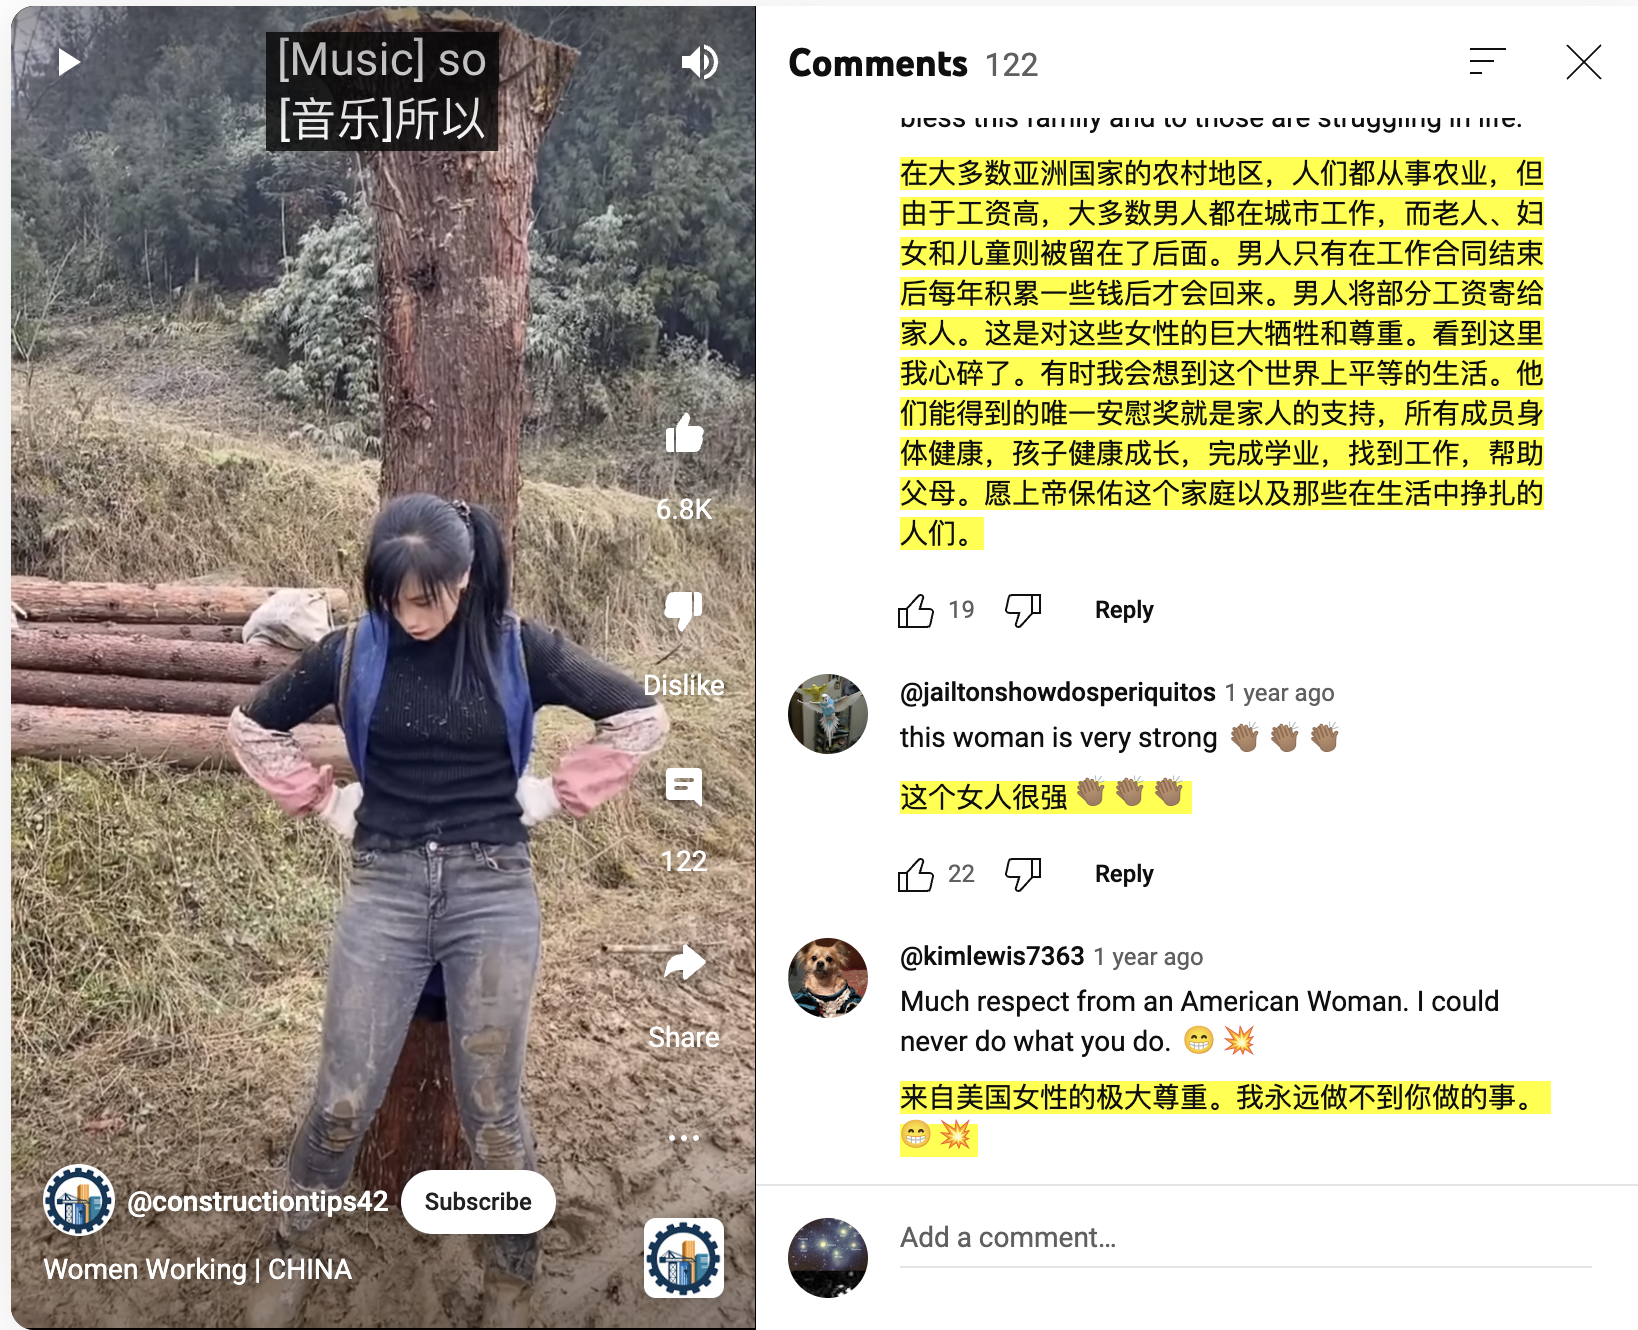 [Music] so
[音乐]所以
6.8K
Dislike
122
Share
@constructiontips42
Subscribe
Women Working | CHINA
Comments 122
bless this family and to those are struggling in life.
在大多数亚洲国家的农村地区，人们都从事农业，但
由于工资高，大多数男人都在城市工作，而老人、妇
女和儿童则被留在了后面。男人只有在工作合同结束
后每年积累一些钱后才会回来。男人将部分工资寄给
家人。这是对这些女性的巨大牺牲和尊重。看到这里
我心碎了。有时我会想到这个世界上平等的生活。他
们能得到的唯一安慰奖就是家人的支持，所有成员身
体健康，孩子健康成长，完成学业，找到工作，帮助
父母。愿上帝保佑这个家庭以及那些在生活中挣扎的
人们。
19
Reply
@jailtonshowdosperiquitos 1 year ago
this woman is very strong 👏🏽 👏🏽 👏🏽
这个女人很强 👏🏽 👏🏽 👏🏽
22
Reply
@kimlewis7363 1 year ago
Much respect from an American Woman. I could
never do what you do. 😁 💥
来自美国女性的极大尊重。我永远做不到你做的事。
😁 💥
Add a comment...